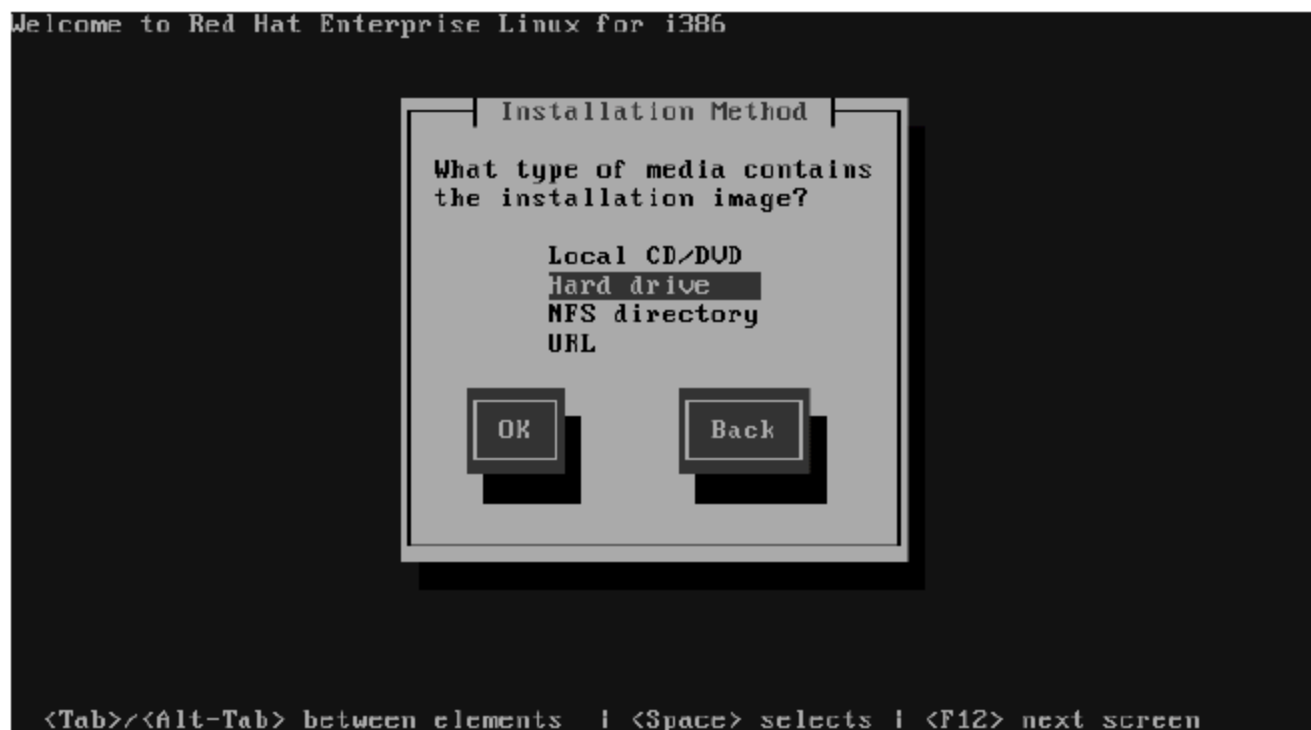 Welcome to Red Hat Enterprise Linux for i386
Installation Method
What type of media contains
the installation image?
Local CD/DVD
Hard drive
NFS directory
URL
OK Back
<Tab>/<Alt-Tab> between elements | <Space> selects | <F12> next screen